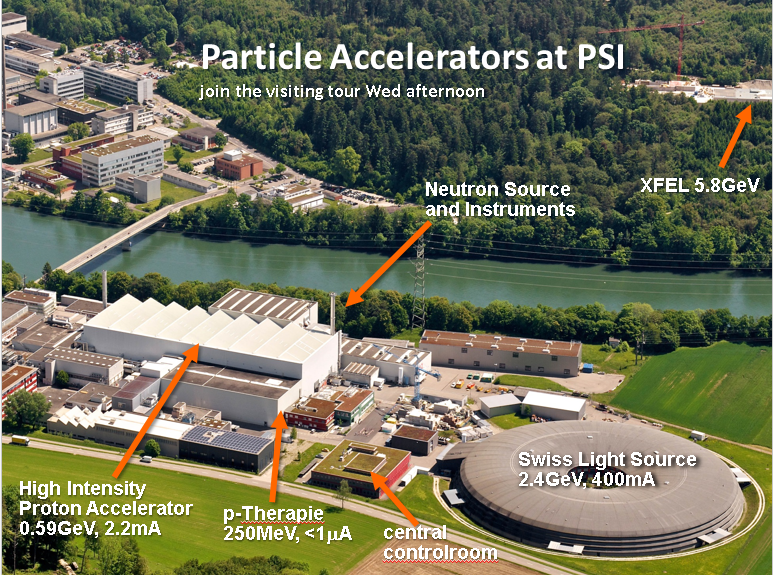 Particle Accelerators at PSI
join the visiting tour Wed afternoon
XFEL 5.8GeV
Neutron Source
and Instruments
Swiss Light Source
2.4GeV, 400mA
High Intensity
Proton Accelerator
0.59GeV, 2.2mA
p-Therapie
250MeV, <1µA
central
controlroom